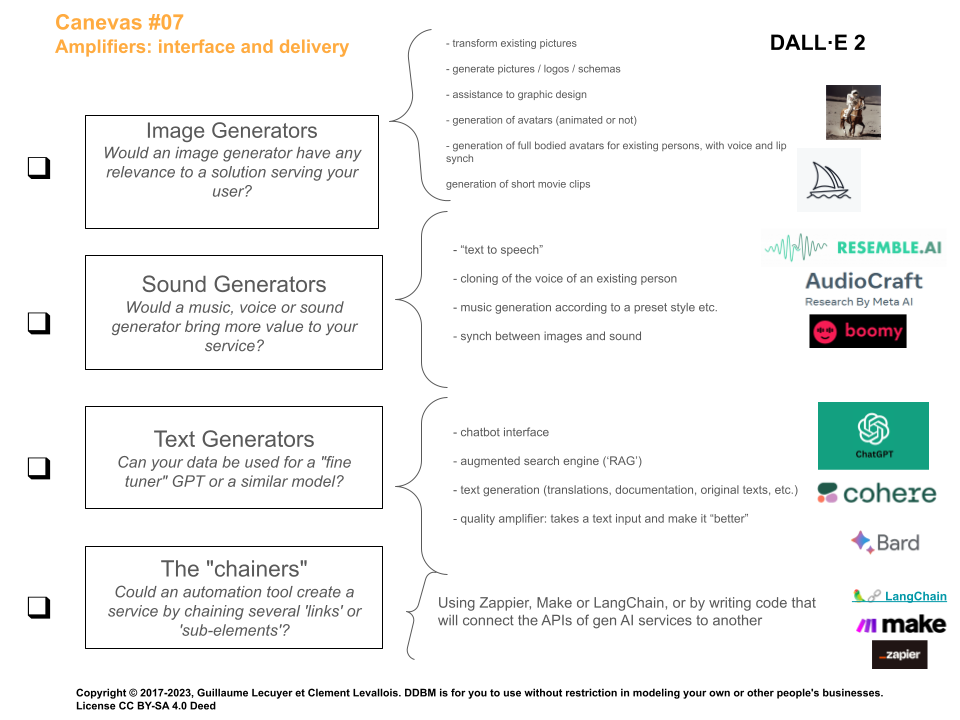 Canevas #07
Amplifiers: interface and delivery
DALL·E 2
Image Generators
Would an image generator have any
relevance to a solution serving your
user?
- transform existing pictures
- generate pictures / logos / schemas
- assistance to graphic design
- generation of avatars (animated or not)
- generation of full bodied avatars for existing persons, with voice and lip
synch
generation of short movie clips
Sound Generators
Would a music, voice or sound
generator bring more value to your
service?
- “text to speech”
- cloning of the voice of an existing person
- music generation according to a preset style etc.
- synch between images and sound
RESEMBLE.AI
AudioCraft
Research By Meta AI
boomy
Text Generators
Can your data be used for a "fine
tuner" GPT or a similar model?
- chatbot interface
- augmented search engine (‘RAG’)
- text generation (translations, documentation, original texts, etc.)
- quality amplifier: takes a text input and make it “better”
ChatGPT
cohere
Bard
The "chainers"
Could an automation tool create a
service by chaining several 'links' or
'sub-elements'?
Using Zappier, Make or LangChain, or by writing code that
will connect the APIs of gen AI services to another
LangChain
make
zapier
Copyright © 2017-2023, Guillaume Lecuyer et Clement Levallois. DDBM is for you to use without restriction in modeling your own or other people's businesses.
License CC BY-SA 4.0 Deed